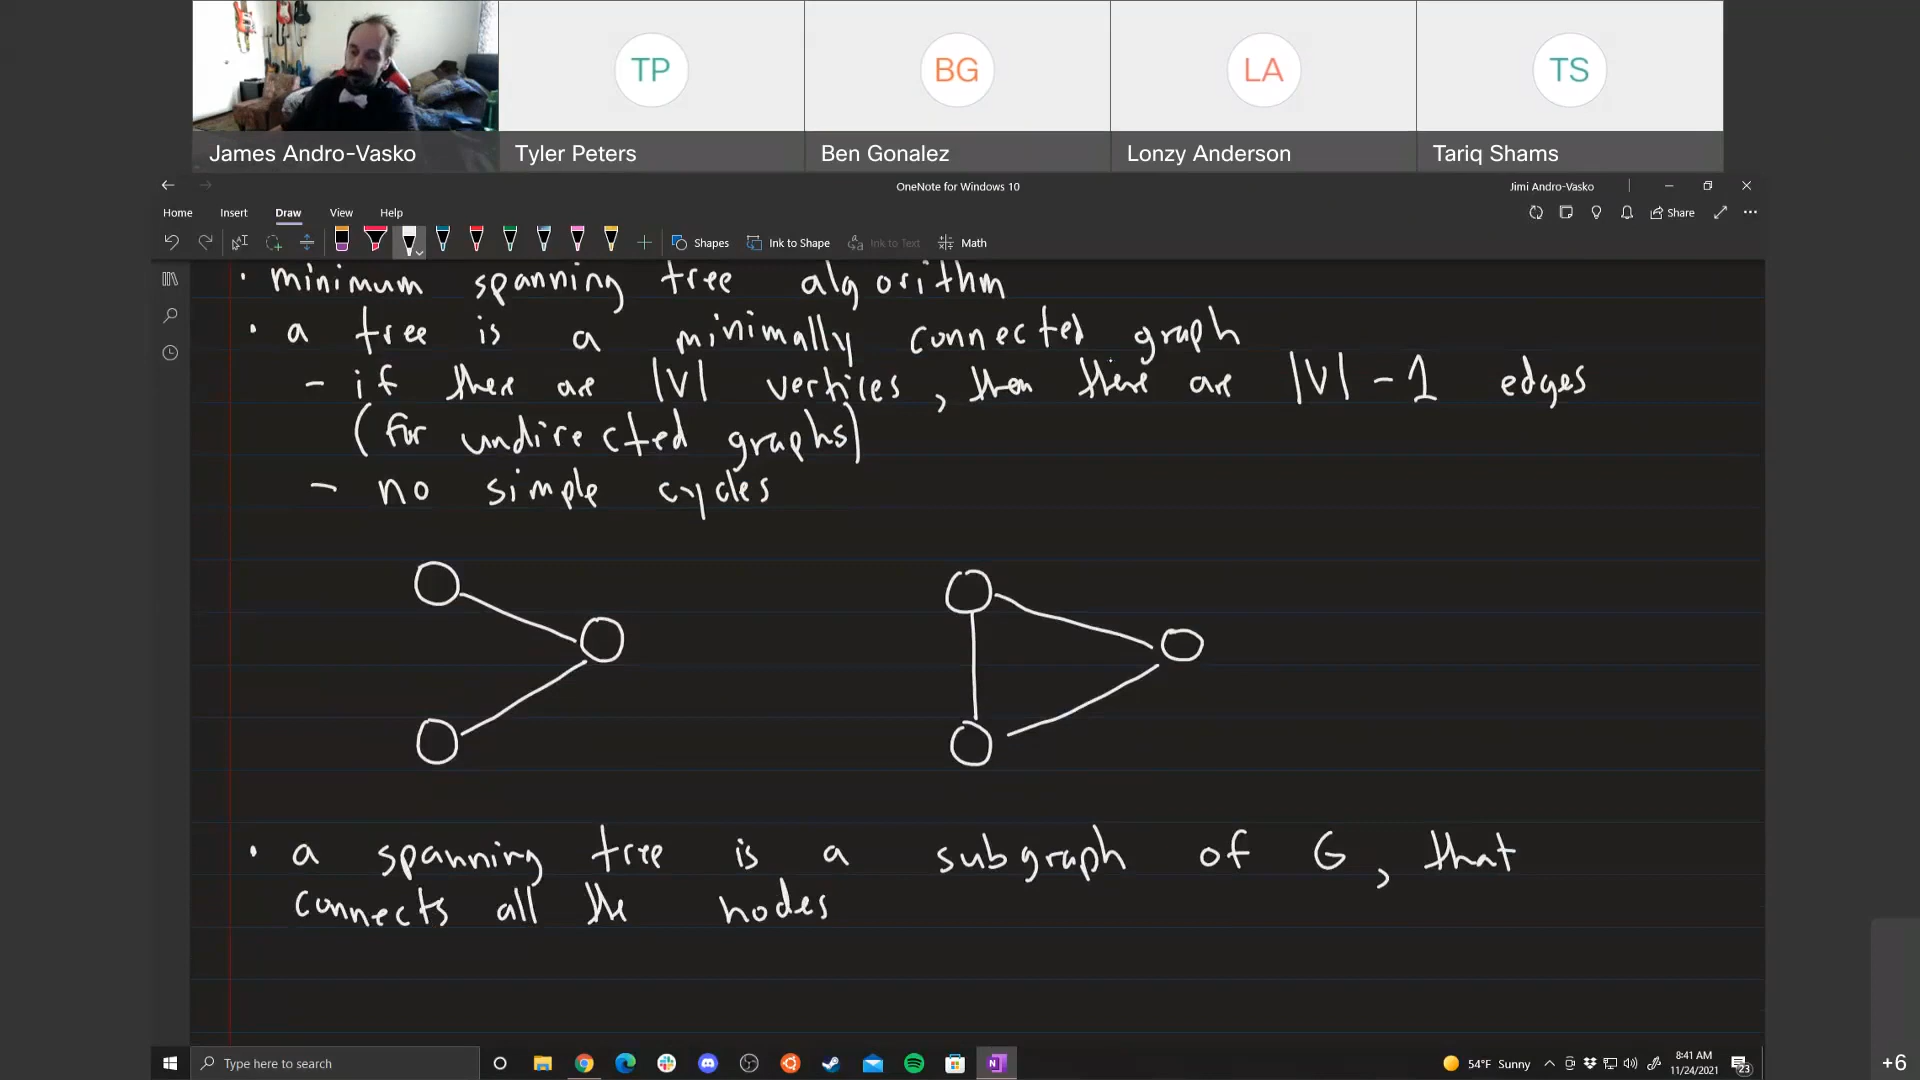 TP
BG
LA
TS
James Andro-Vasko
Tyler Peters
Ben Gonalez
Lonzy Anderson
Tariq Shams
OneNote for Windows 10
Jimi Andro-Vasko
Home Insert Draw View Help
Share
Shapes Ink to Shape Ink to Text Math
• minimum spanning tree algorithm
• a tree is a minimally connected graph
- if there are |V| vertices, then there are |V| - 1 edges
(for undirected graphs)
- no simple cycles
• a spanning tree is a subgraph of G, that
connects all the nodes
Type here to search
54°F Sunny
8:41 AM
11/24/2021
23
+6